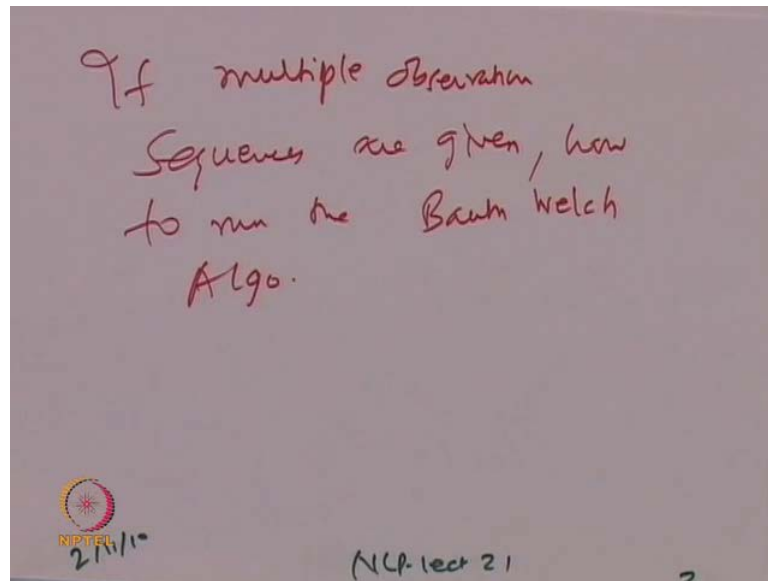 If multiple observation
Sequences are given, how
to run the Baum Welch
Algo.
NPTEL
2/11/10
NLP-lect 21